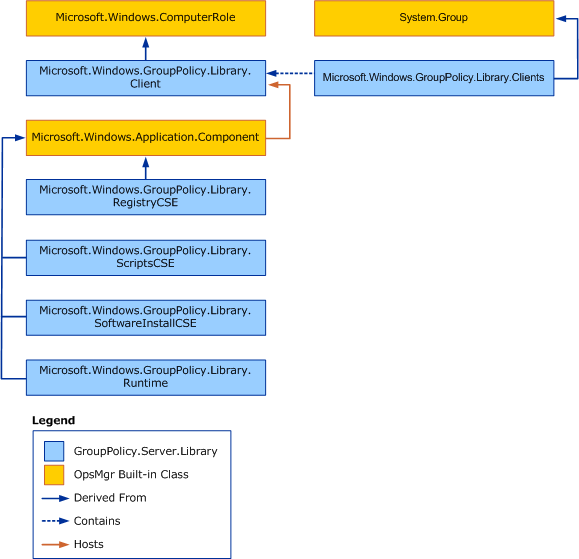 Microsoft.Windows.ComputerRole
System.Group
Microsoft.Windows.GroupPolicy.Library.
Client
Microsoft.Windows.GroupPolicy.Library.Clients
Microsoft.Windows.Application.Component
Microsoft.Windows.GroupPolicy.Library.
RegistryCSE
Microsoft.Windows.GroupPolicy.Library.
ScriptsCSE
Microsoft.Windows.GroupPolicy.Library.
SoftwareInstallCSE
Microsoft.Windows.GroupPolicy.Library.
Runtime
Legend
GroupPolicy.Server.Library
OpsMgr Built-in Class
Derived From
Contains
Hosts